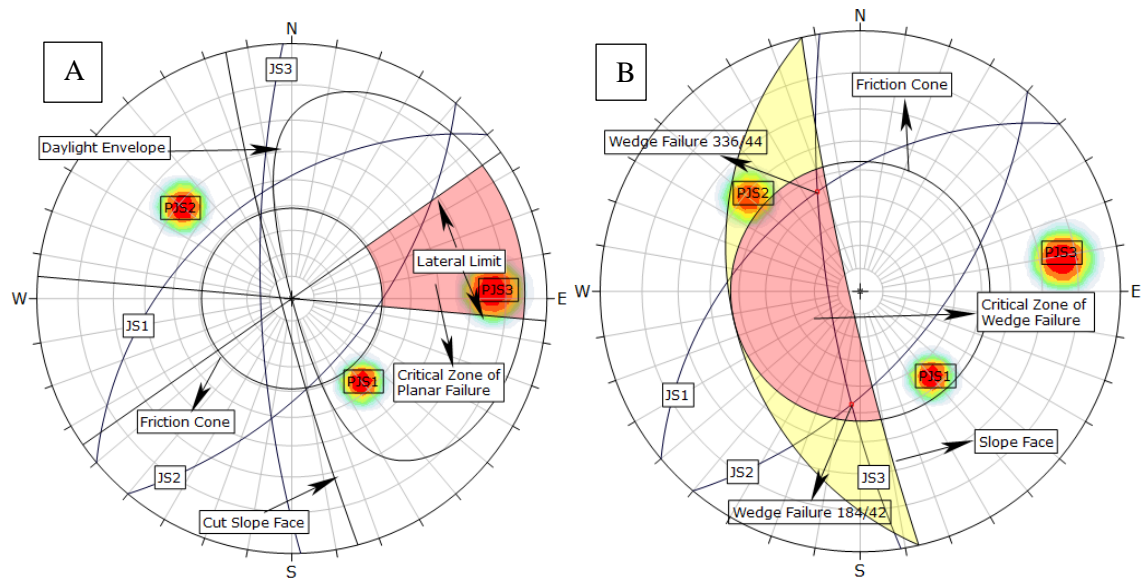 A
N
JS3
Daylight Envelope
PJS2
Lateral Limit
W
PJS3
E
JS1
PJS1
Critical Zone of
Planar Failure
Friction Cone
JS2
Cut Slope Face
S
B
N
Friction Cone
Wedge Failure 336/44
PJS2
PJS3
W
E
Critical Zone of
Wedge Failure
PJS1
JS1
Slope Face
JS2
JS3
Wedge Failure 184/42
S